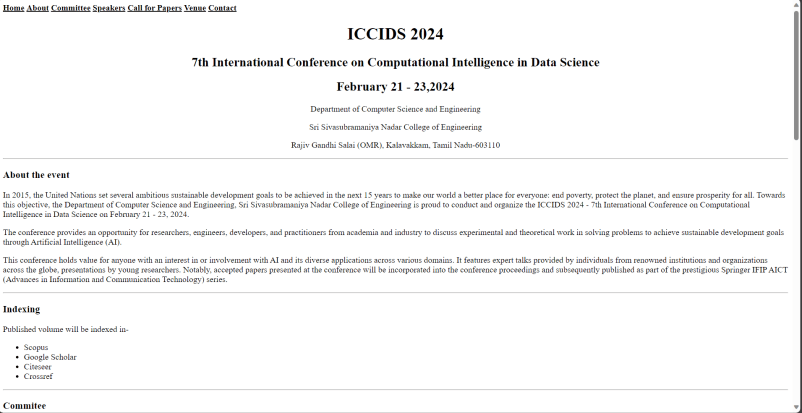 Home About Committee Speakers Call for Papers Venue Contact
ICCIDS 2024
7th International Conference on Computational Intelligence in Data Science
February 21 - 23,2024
Department of Computer Science and Engineering
Sri Sivasubramaniya Nadar College of Engineering
Rajiv Gandhi Salai (OMR), Kalavakkam, Tamil Nadu-603110
About the event
In 2015, the United Nations set several ambitious sustainable development goals to be achieved in the next 15 years to make our world a better place for everyone: end poverty, protect the planet, and ensure prosperity for all. Towards
this objective, the Department of Computer Science and Engineering, Sri Sivasubramaniya Nadar College of Engineering is proud to conduct and organize the ICCIDS 2024 - 7th International Conference on Computational
Intelligence in Data Science on February 21 - 23, 2024.
The conference provides an opportunity for researchers, engineers, developers, and practitioners from academia and industry to discuss experimental and theoretical work in solving problems to achieve sustainable development goals
through Artificial Intelligence (AI).
This conference holds value for anyone with an interest in or involvement with AI and its diverse applications across various domains. It features expert talks provided by individuals from renowned institutions and organizations
across the globe, presentations by young researchers. Notably, accepted papers presented at the conference will be incorporated into the conference proceedings and subsequently published as part of the prestigious Springer IFIP AICT
(Advances in Information and Communication Technology) series.
Indexing
Published volume will be indexed in-
• Scopus
• Google Scholar
• Citeseer
• Crossref
Commitee